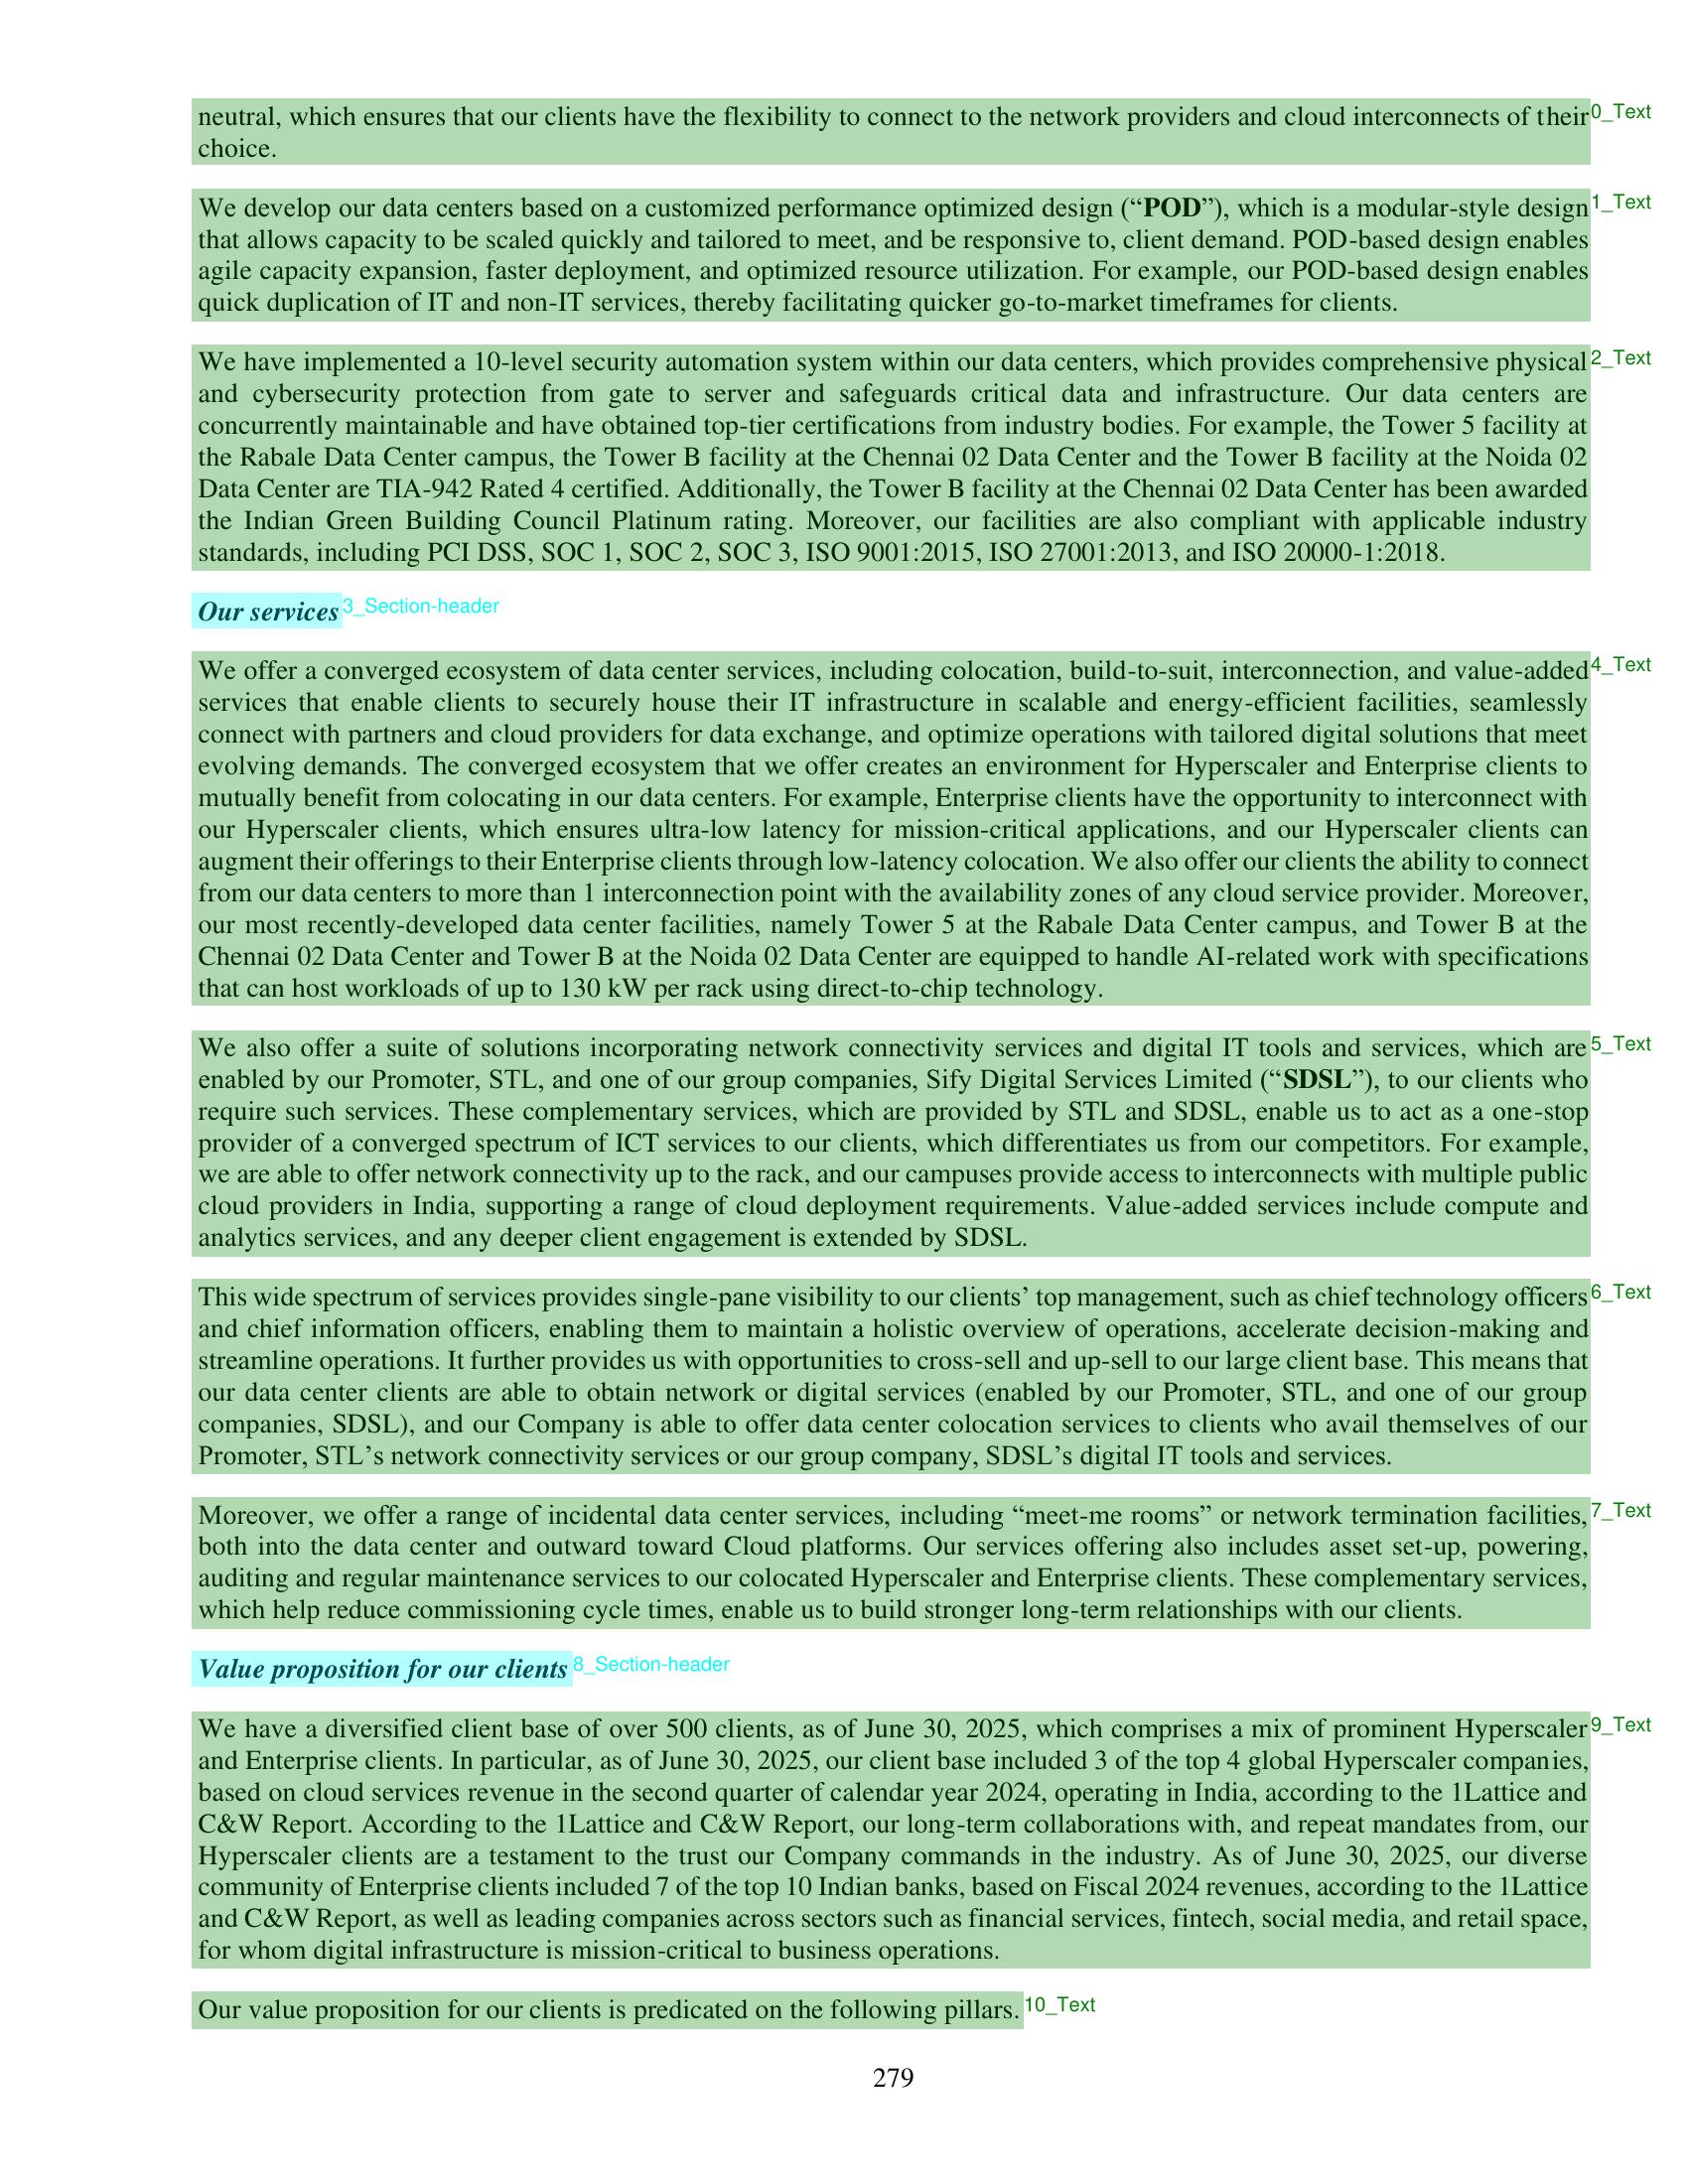 neutral, which ensures that our clients have the flexibility to connect to the network providers and cloud interconnects of their 0_Text
choice.
We develop our data centers based on a customized performance optimized design (“POD”), which is a modular-style design 1_Text
that allows capacity to be scaled quickly and tailored to meet, and be responsive to, client demand. POD-based design enables
agile capacity expansion, faster deployment, and optimized resource utilization. For example, our POD-based design enables
quick duplication of IT and non-IT services, thereby facilitating quicker go-to-market timeframes for clients.
We have implemented a 10-level security automation system within our data centers, which provides comprehensive physical 2_Text
and cybersecurity protection from gate to server and safeguards critical data and infrastructure. Our data centers are
concurrently maintainable and have obtained top-tier certifications from industry bodies. For example, the Tower 5 facility at
the Rabale Data Center campus, the Tower B facility at the Chennai 02 Data Center and the Tower B facility at the Noida 02
Data Center are TIA-942 Rated 4 certified. Additionally, the Tower B facility at the Chennai 02 Data Center has been awarded
the Indian Green Building Council Platinum rating. Moreover, our facilities are also compliant with applicable industry
standards, including PCI DSS, SOC 1, SOC 2, SOC 3, ISO 9001:2015, ISO 27001:2013, and ISO 20000-1:2018.
Our services 3_Section-header
We offer a converged ecosystem of data center services, including colocation, build-to-suit, interconnection, and value-added 4_Text
services that enable clients to securely house their IT infrastructure in scalable and energy-efficient facilities, seamlessly
connect with partners and cloud providers for data exchange, and optimize operations with tailored digital solutions that meet
evolving demands. The converged ecosystem that we offer creates an environment for Hyperscaler and Enterprise clients to
mutually benefit from colocating in our data centers. For example, Enterprise clients have the opportunity to interconnect with
our Hyperscaler clients, which ensures ultra-low latency for mission-critical applications, and our Hyperscaler clients can
augment their offerings to their Enterprise clients through low-latency colocation. We also offer our clients the ability to connect
from our data centers to more than 1 interconnection point with the availability zones of any cloud service provider. Moreover,
our most recently-developed data center facilities, namely Tower 5 at the Rabale Data Center campus, and Tower B at the
Chennai 02 Data Center and Tower B at the Noida 02 Data Center are equipped to handle AI-related work with specifications
that can host workloads of up to 130 kW per rack using direct-to-chip technology.
We also offer a suite of solutions incorporating network connectivity services and digital IT tools and services, which are 5_Text
enabled by our Promoter, STL, and one of our group companies, Sify Digital Services Limited (“SDSL”), to our clients who
require such services. These complementary services, which are provided by STL and SDSL, enable us to act as a one-stop
provider of a converged spectrum of ICT services to our clients, which differentiates us from our competitors. For example,
we are able to offer network connectivity up to the rack, and our campuses provide access to interconnects with multiple public
cloud providers in India, supporting a range of cloud deployment requirements. Value-added services include compute and
analytics services, and any deeper client engagement is extended by SDSL.
This wide spectrum of services provides single-pane visibility to our clients’ top management, such as chief technology officers 6_Text
and chief information officers, enabling them to maintain a holistic overview of operations, accelerate decision-making and
streamline operations. It further provides us with opportunities to cross-sell and up-sell to our large client base. This means that
our data center clients are able to obtain network or digital services (enabled by our Promoter, STL, and one of our group
companies, SDSL), and our Company is able to offer data center colocation services to clients who avail themselves of our
Promoter, STL’s network connectivity services or our group company, SDSL’s digital IT tools and services.
Moreover, we offer a range of incidental data center services, including “meet-me rooms” or network termination facilities, 7_Text
both into the data center and outward toward Cloud platforms. Our services offering also includes asset set-up, powering,
auditing and regular maintenance services to our colocated Hyperscaler and Enterprise clients. These complementary services,
which help reduce commissioning cycle times, enable us to build stronger long-term relationships with our clients.
Value proposition for our clients 8_Section-header
We have a diversified client base of over 500 clients, as of June 30, 2025, which comprises a mix of prominent Hyperscaler 9_Text
and Enterprise clients. In particular, as of June 30, 2025, our client base included 3 of the top 4 global Hyperscaler companies,
based on cloud services revenue in the second quarter of calendar year 2024, operating in India, according to the 1Lattice and
C&W Report. According to the 1Lattice and C&W Report, our long-term collaborations with, and repeat mandates from, our
Hyperscaler clients are a testament to the trust our Company commands in the industry. As of June 30, 2025, our diverse
community of Enterprise clients included 7 of the top 10 Indian banks, based on Fiscal 2024 revenues, according to the 1Lattice
and C&W Report, as well as leading companies across sectors such as financial services, fintech, social media, and retail space,
for whom digital infrastructure is mission-critical to business operations.
Our value proposition for our clients is predicated on the following pillars. 10_Text
279